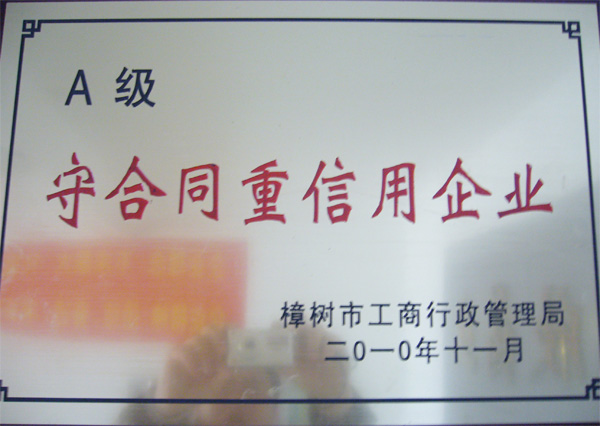 A级
守合同重信用企业
樟树市工商行政管理局
二0一0年十一月